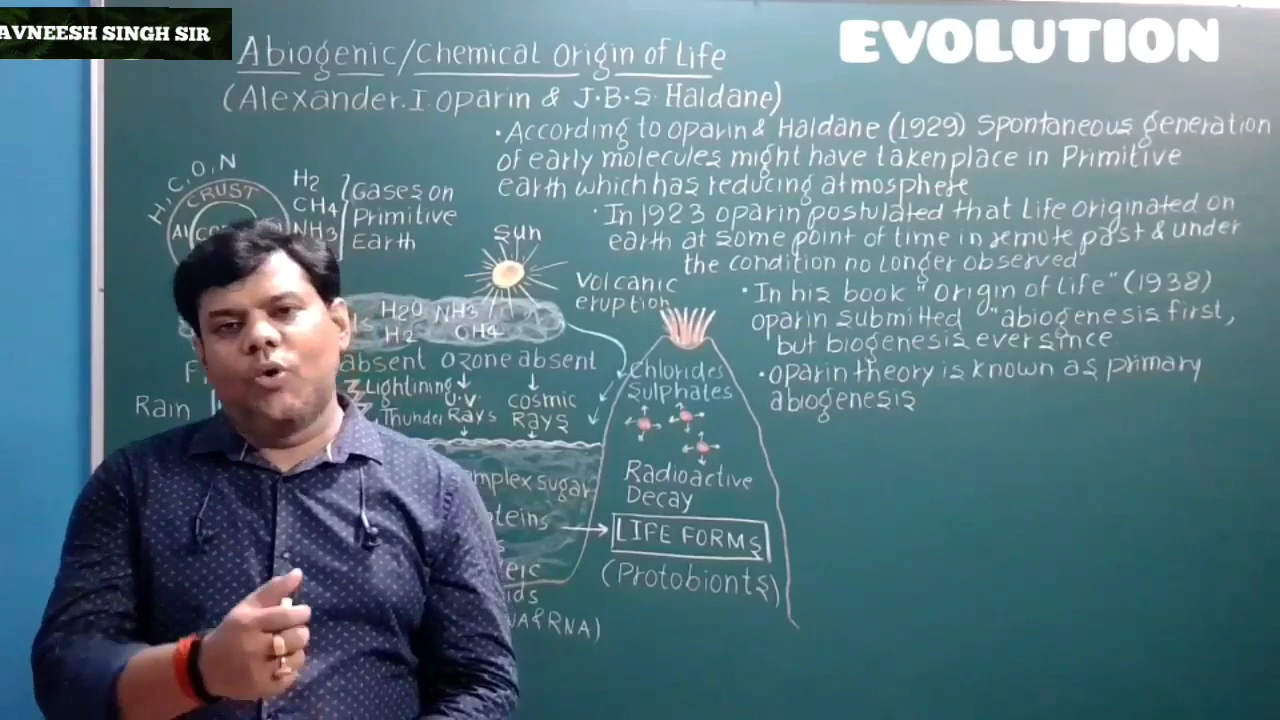 AVNEESH SINGH SIR
EVOLUTION
Abiogenic/Chemical Origin of Life
(Alexander.I.oparin & J.B.S. Haldane)
• According to oparin & Haldane (1929) Spontaneous generation
of early molecules might have taken place in Primitive
earth which has reducing atmosphere
• In 1923 oparin postulated that Life originated on
earth at some point of time in remote past & under
the condition no longer observed
• In his book "origin of Life" (1938)
oparin submitted "abiogenesis first,
but biogenesis ever since
• oparin theory is known as primary
abiogenesis
H, C, O, N
CRUST
H2
CH4
NH3
Gases on
Primitive
Earth
sun
volcanic
eruption
H2O NH3
H2 CH4
absent ozone absent
Rain
Lightining
Thunder
U.V.
Rays
cosmic
Rays
Chlorides
Sulphates
Radioactive
Decay
LIFE FORMS
(Protobionts)
sugar